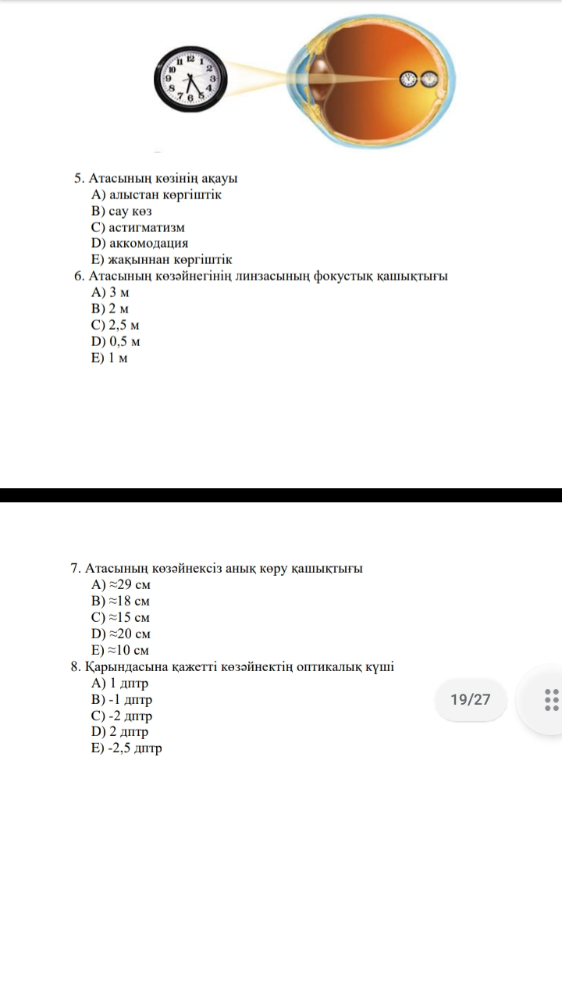 11 12 1
10 2
9 3
8 4
7 6 5
5. Атасының көзінің ақауы
A) алыстан көргіштік
B) сау көз
C) астигматизм
D) аккомодация
E) жақыннан көргіштік
6. Атасының көзәйнегінің линзасының фокустық қашықтығы
A) 3 м
B) 2 м
C) 2,5 м
D) 0,5 м
E) 1 м
7. Атасының көзәйнексіз анық көру қашықтығы
A) ≈29 см
B) ≈18 см
C) ≈15 см
D) ≈20 см
E) ≈10 см
8. Қарындасына қажетті көзәйнектің оптикалық күші
A) 1 дптр
B) -1 дптр
C) -2 дптр
D) 2 дптр
E) -2,5 дптр
19/27